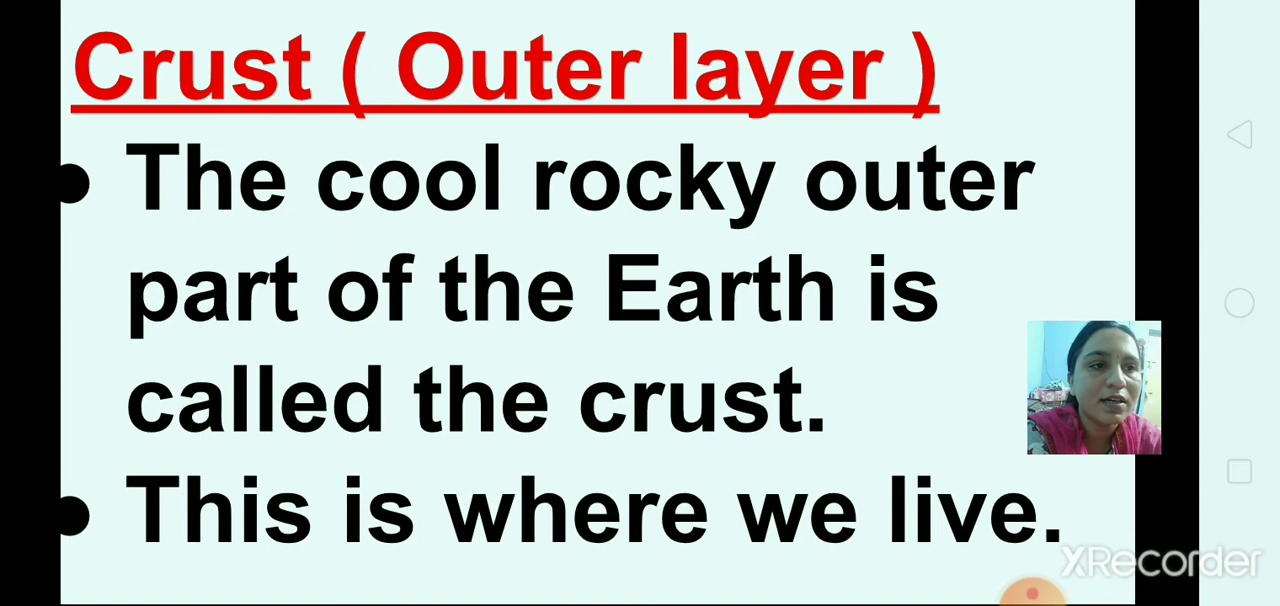 Crust ( Outer layer )
• The cool rocky outer
part of the Earth is
called the crust.
• This is where we live.
XRecorder